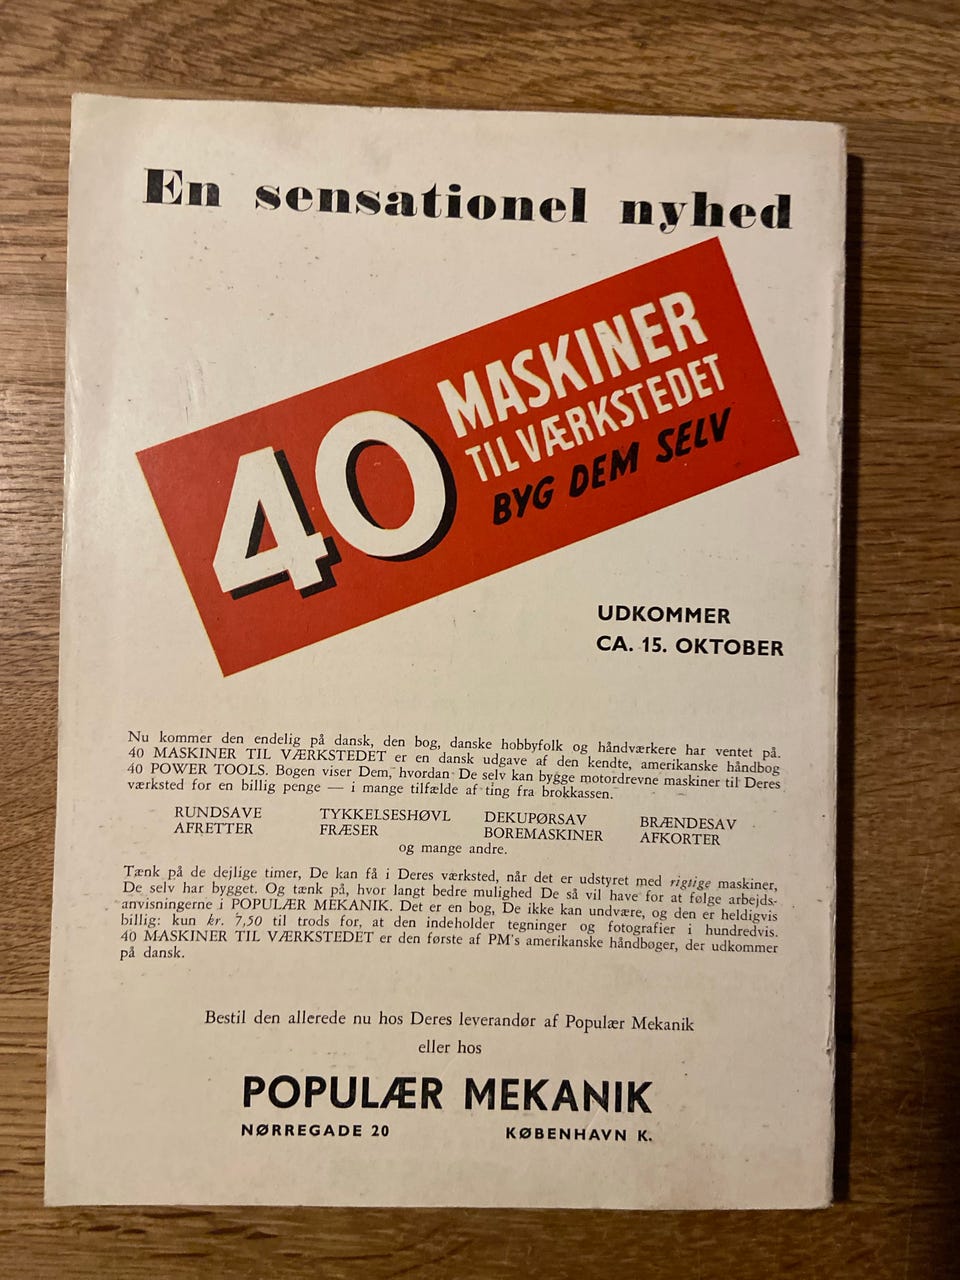 En sensationel nyhed
40 MASKINER
TIL VÆRKSTEDET
BYG DEM SELV
UDKOMMER
CA. 15. OKTOBER
Nu kommer den endelig på dansk, den bog, danske hobbyfolk og håndværkere har ventet på.
40 MASKINER TIL VÆRKSTEDET er en dansk udgave af den kendte, amerikanske håndbog
40 POWER TOOLS. Bogen viser Dem, hvordan De selv kan bygge motordrevne maskiner til Deres
værksted for en billig penge — i mange tilfælde af ting fra brokkassen.
RUNDSAVE TYKKELSESHØVL DEKUPØRSAV BRÆNDESAV
AFRETTER FRÆSER BOREMASKINER AFKORTER
og mange andre.
Tænk på de dejlige timer, De kan få i Deres værksted, når det er udstyret med rigtige maskiner,
De selv har bygget. Og tænk på, hvor langt bedre mulighed De så vil have for at følge arbejds-
anvisningerne i POPULÆR MEKANIK. Det er en bog, De ikke kan undvære, og den er heldigvis
billig: kun kr. 7,50 til trods for, at den indeholder tegninger og fotografier i hundredvis.
40 MASKINER TIL VÆRKSTEDET er den første af PM's amerikanske håndbøger, der udkommer
på dansk.
Bestil den allerede nu hos Deres leverandør af Populær Mekanik
eller hos
POPULÆR MEKANIK
NØRREGADE 20 KØBENHAVN K.